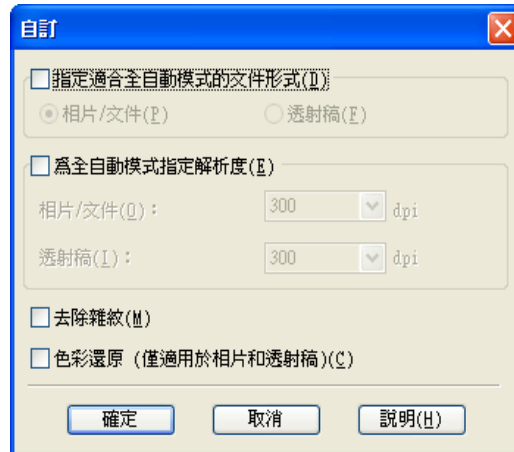 自訂
指定適合全自動模式的文件形式(D)
相片/文件(P) 透射稿(F)
爲全自動模式指定解析度(E)
相片/文件(O)： 300 dpi
透射稿(I)： 300 dpi
去除雜紋(M)
色彩還原 (僅適用於相片和透射稿)(C)
確定 取消 說明(H)